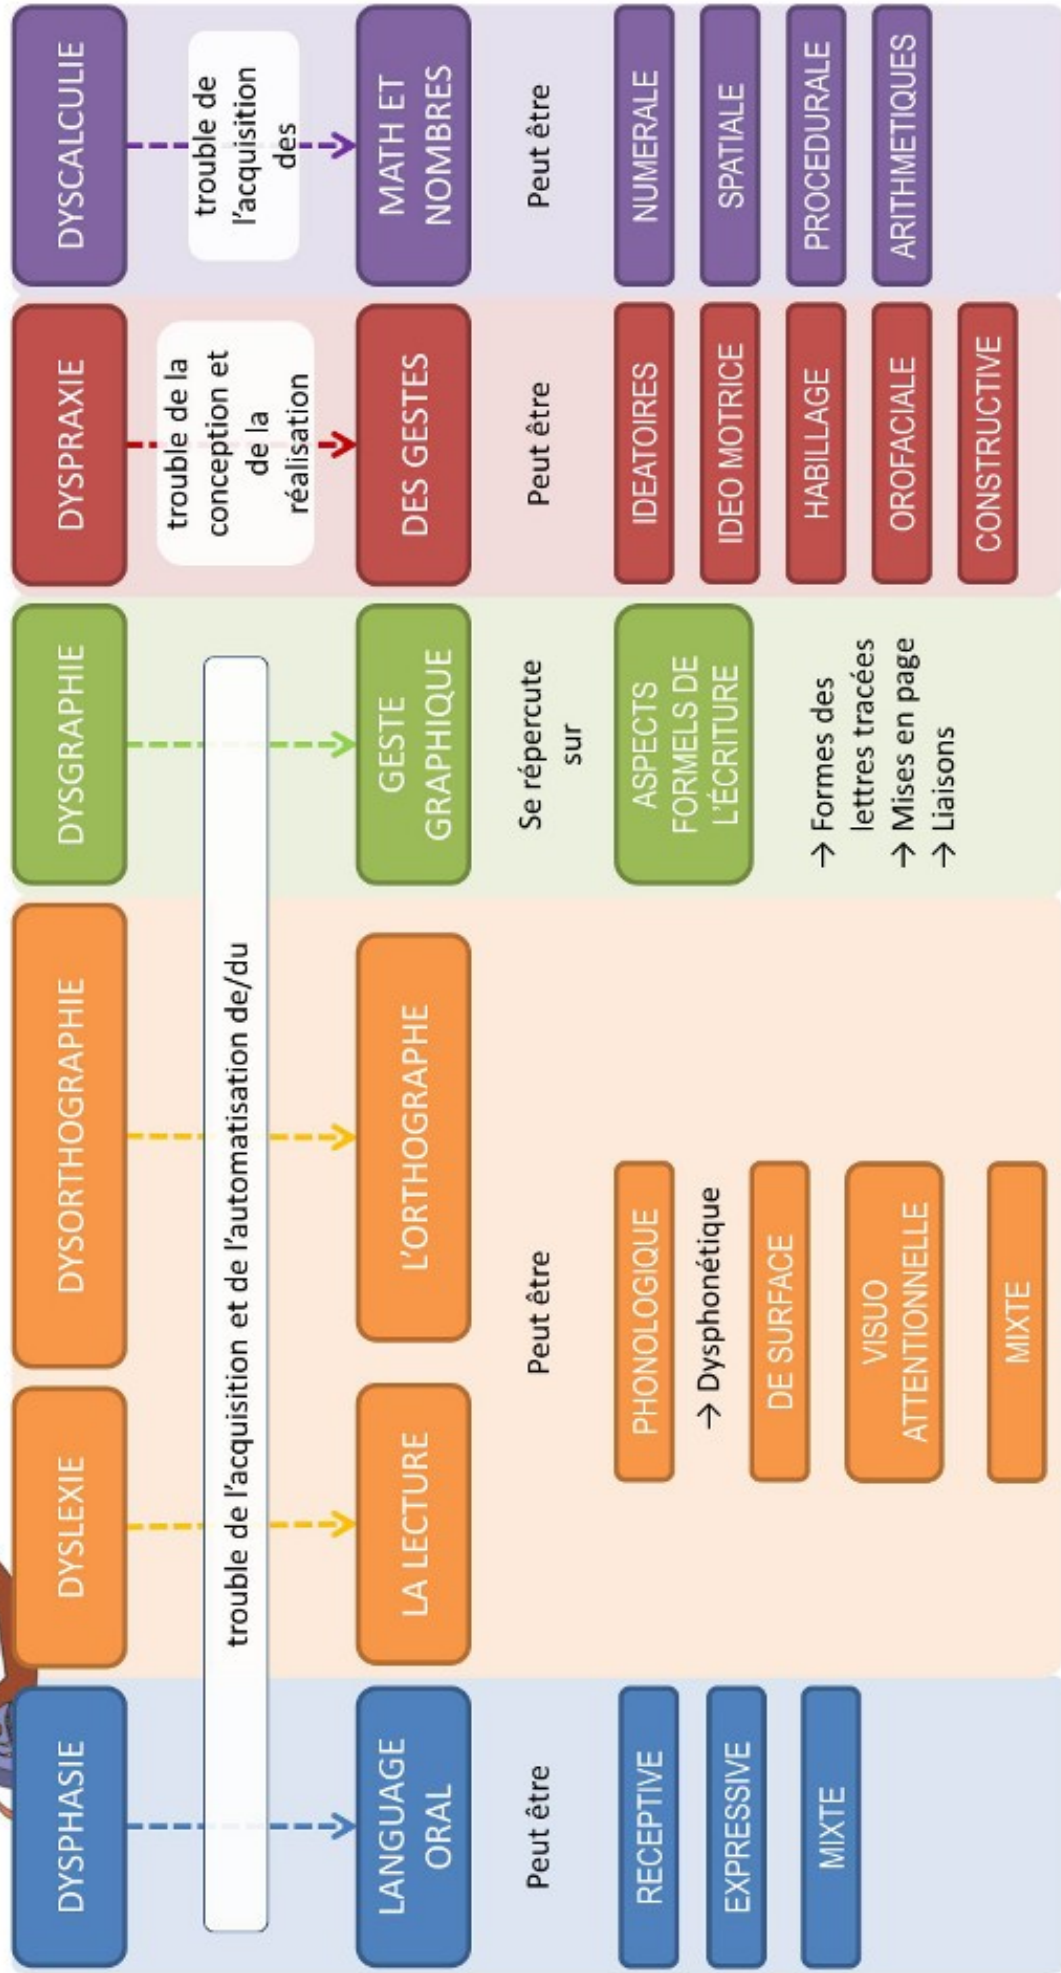 DYSPHASIE
DYSLEXIE
DYSORTHOGRAPHIE
DYSGRAPHIE
DYSPRAXIE
DYSCALCULIE
trouble de l'acquisition et de l'automatisation de/du
trouble de la
conception et
de la
réalisation
trouble de
l'acquisition
des
LANGUAGE
ORAL
LA LECTURE
L'ORTHOGRAPHE
GESTE
GRAPHIQUE
DES GESTES
MATH ET
NOMBRES
Peut être
RECEPTIVE
EXPRESSIVE
MIXTE
Peut être
PHONOLOGIQUE
→ Dysphonétique
DE SURFACE
VISUO
ATTENTIONNELLE
MIXTE
Se répercute
sur
ASPECTS
FORMELS DE
L'ÉCRITURE
→ Formes des
lettres tracées
→ Mises en page
→ Liaisons
Peut être
IDEATOIRES
IDEO MOTRICE
HABILLAGE
OROFACIALE
CONSTRUCTIVE
Peut être
NUMERALE
SPATIALE
PROCEDURALE
ARITHMETIQUES